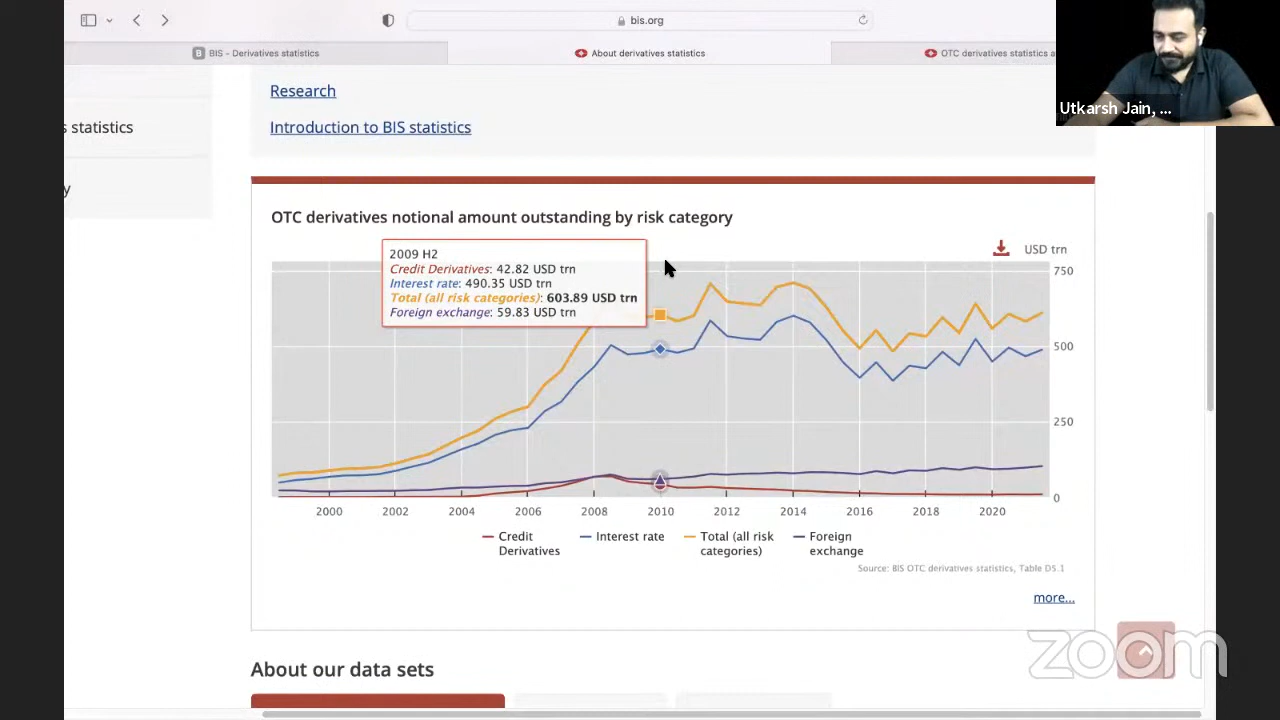 bis.org
BIS - Derivatives statistics
About derivatives statistics
OTC derivatives statistics a
Utkarsh Jain, ...
Research
Introduction to BIS statistics
s statistics
y
OTC derivatives notional amount outstanding by risk category
USD trn
2009 H2
Credit Derivatives: 42.82 USD trn
Interest rate: 490.35 USD trn
Total (all risk categories): 603.89 USD trn
Foreign exchange: 59.83 USD trn
750
500
250
0
2000 2002 2004 2006 2008 2010 2012 2014 2016 2018 2020
Credit Derivatives
Interest rate
Total (all risk categories)
Foreign exchange
Source: BIS OTC derivatives statistics, Table D5.1
more...
zoom
About our data sets